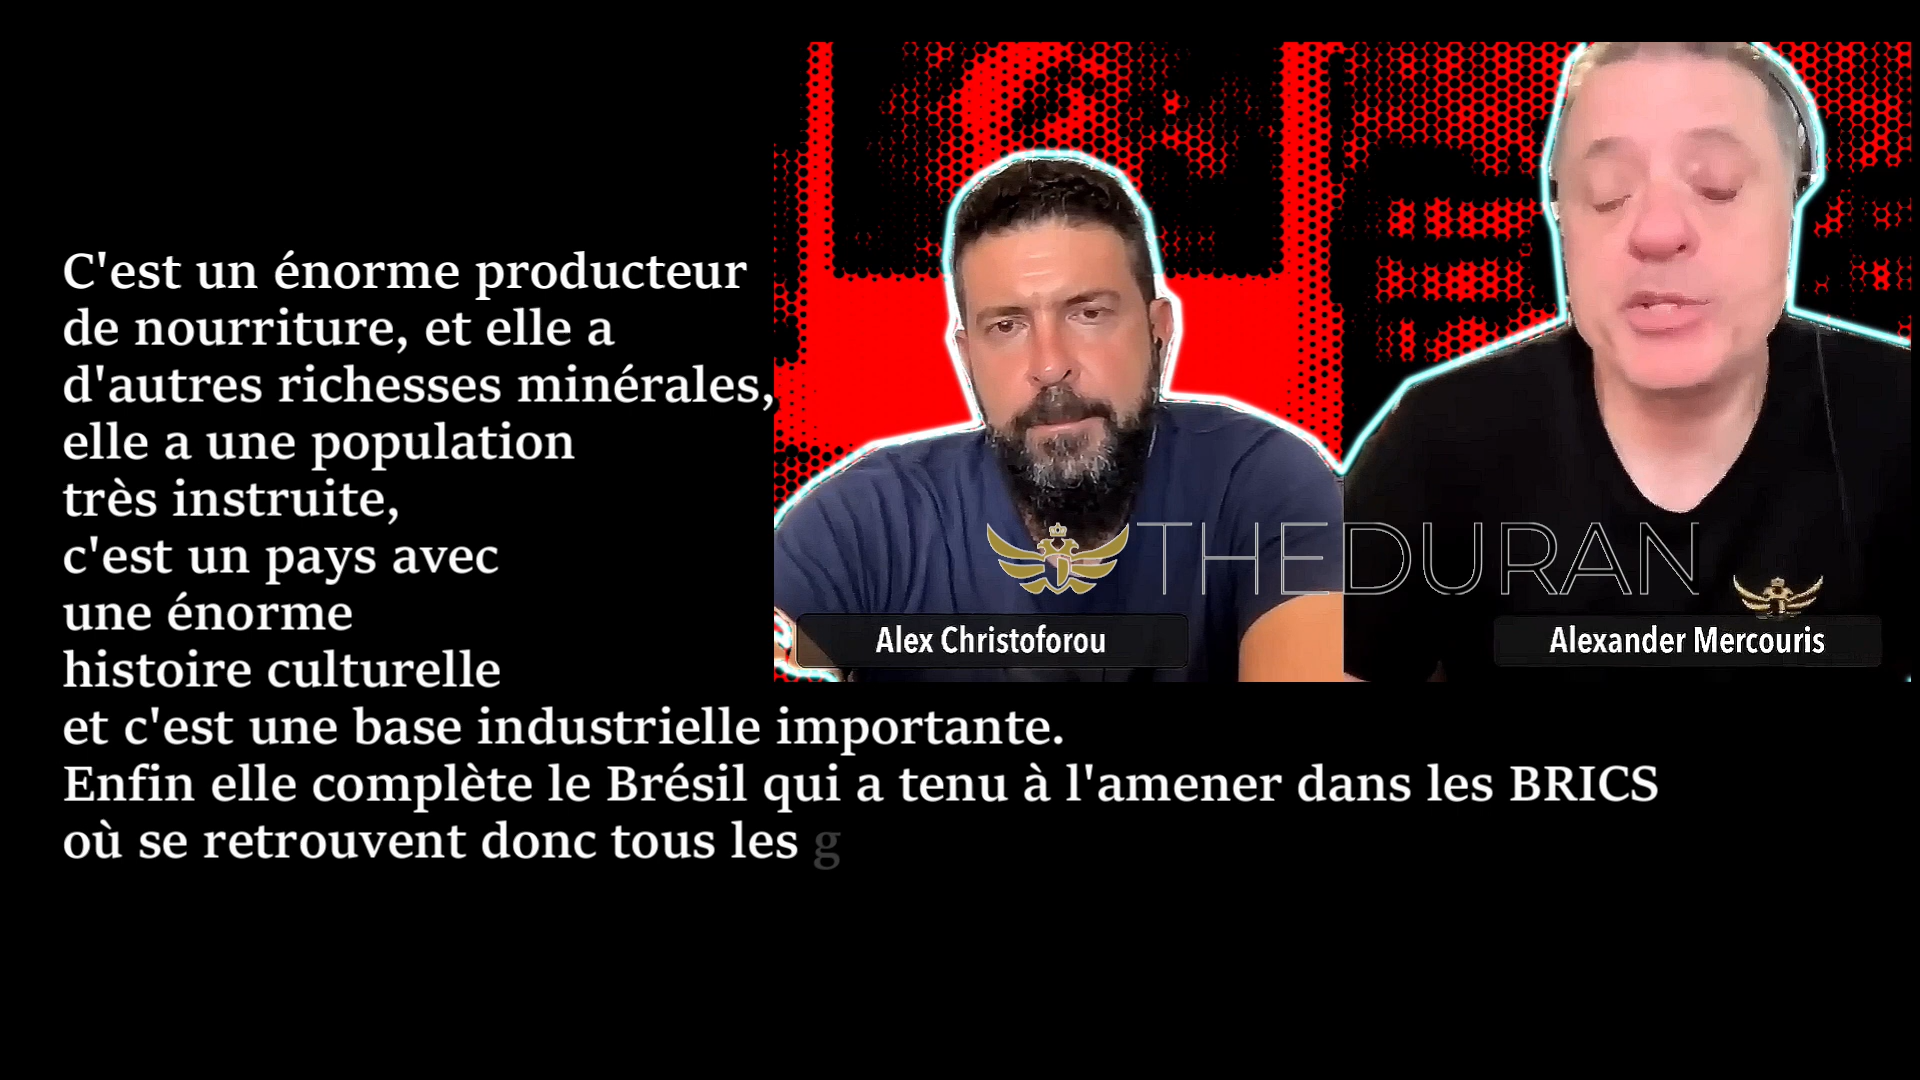 C'est un énorme producteur
de nourriture, et elle a
d'autres richesses minérales,
elle a une population
très instruite,
c'est un pays avec
une énorme
histoire culturelle
et c'est une base industrielle importante.
Enfin elle complète le Brésil qui a tenu à l'amener dans les BRICS
où se retrouvent donc tous les g
THEDURAN
Alex Christoforou
Alexander Mercouris